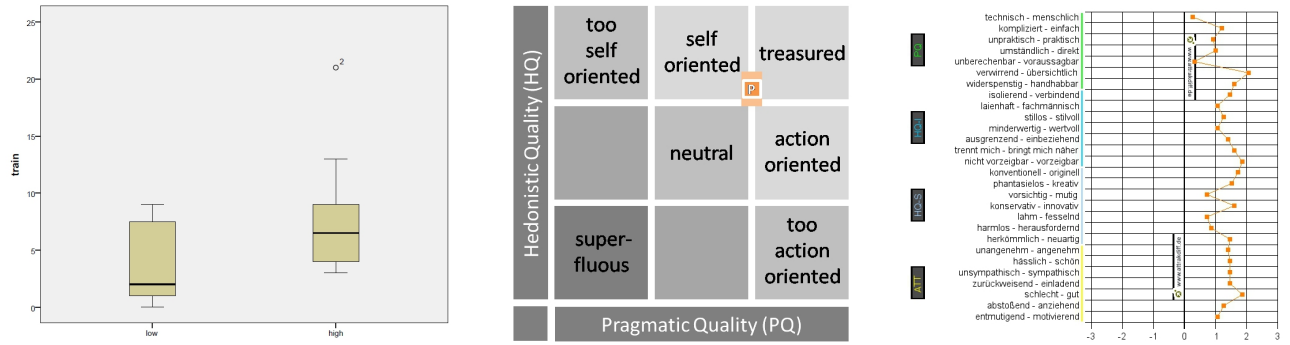 25
20
15
10
5
0
train
2
low
high
Hedonistic Quality (HQ)
too
self
oriented
self
oriented
treasured
P
neutral
action
oriented
super-
fluous
too
action
oriented
Pragmatic Quality (PQ)
PQ
HQ-I
HQ-S
ATT
technisch - menschlich
kompliziert - einfach
unpraktisch - praktisch
umständlich - direkt
unberechenbar - voraussagbar
verwirrend - übersichtlich
widerspenstig - handhabbar
isolierend - verbindend
laienhaft - fachmännisch
stillos - stilvoll
minderwertig - wertvoll
ausgrenzend - einbeziehend
trennt mich - bringt mich näher
nicht vorzeigbar - vorzeigbar
konventionell - originell
phantasielos - kreativ
vorsichtig - mutig
konservativ - innovativ
lahm - fesselnd
harmlos - herausfordernd
herkömmlich - neuartig
unangenehm - angenehm
hässlich - schön
unsympathisch - sympathisch
zurückweisend - einladend
schlecht - gut
abstoßend - anziehend
entmutigend - motivierend
www.attrakdiff.de
www.attrakdiff.de
-3 -2 -1 0 1 2 3